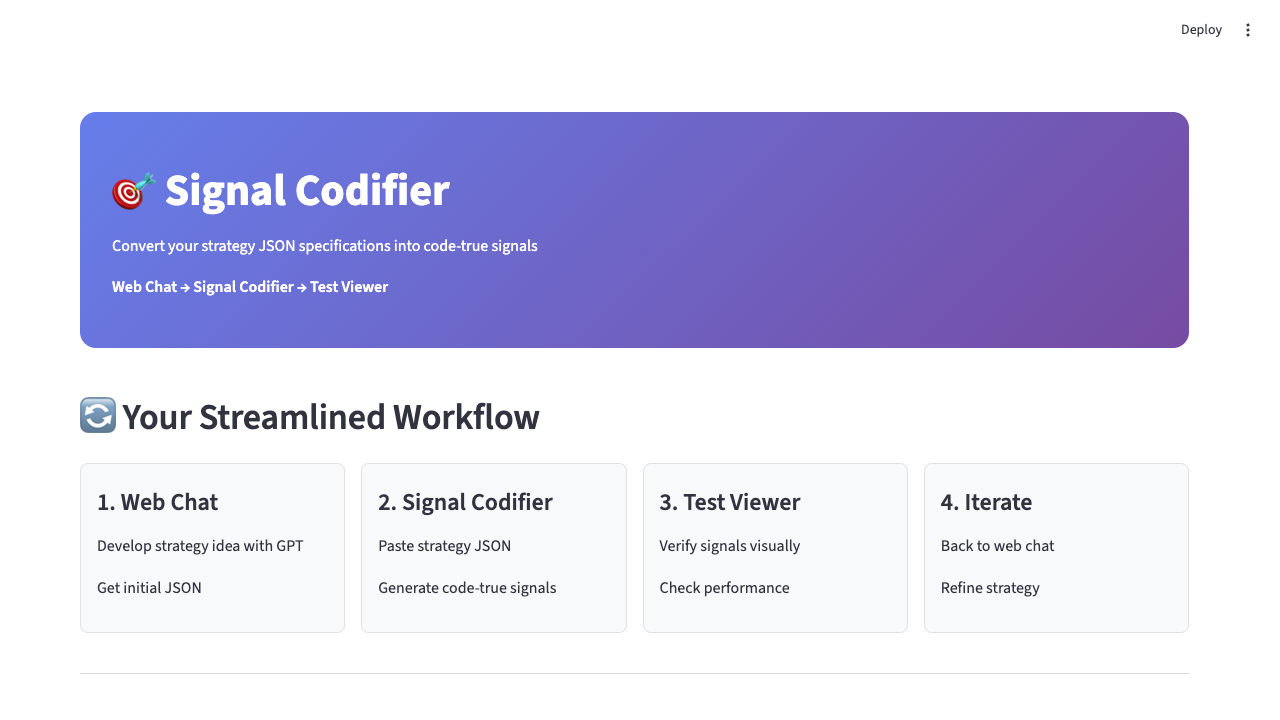 Deploy
🎯 Signal Codifier
Convert your strategy JSON specifications into code-true signals
Web Chat → Signal Codifier → Test Viewer
🔄 Your Streamlined Workflow
1. Web Chat
Develop strategy idea with GPT
Get initial JSON
2. Signal Codifier
Paste strategy JSON
Generate code-true signals
3. Test Viewer
Verify signals visually
Check performance
4. Iterate
Back to web chat
Refine strategy